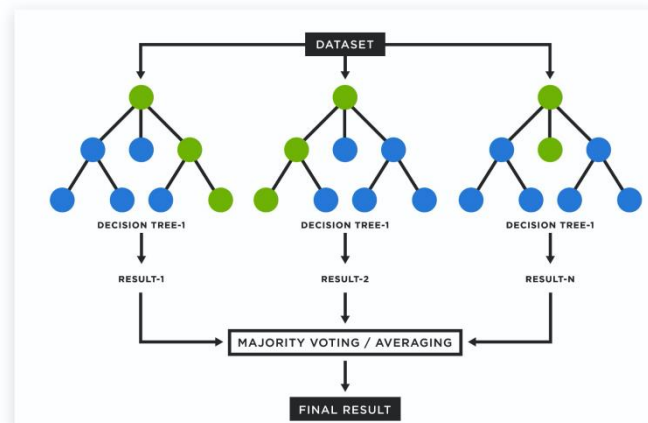 DATASET
DECISION TREE-1
DECISION TREE-1
DECISION TREE-1
RESULT-1
RESULT-2
RESULT-N
MAJORITY VOTING / AVERAGING
FINAL RESULT